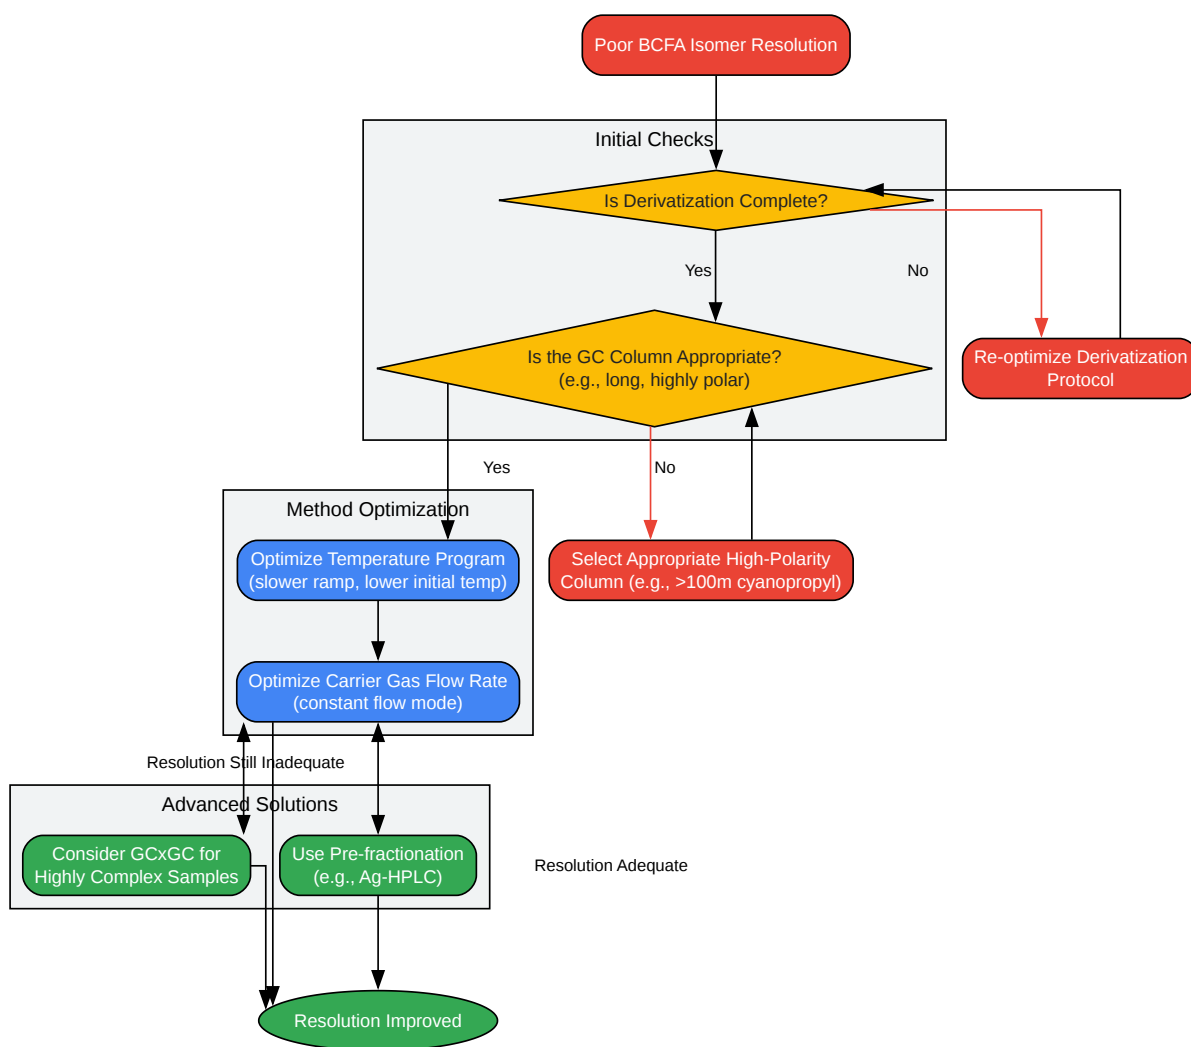 Poor BCFA Isomer Resolution
Initial Checks
Is Derivatization Complete?
Yes
No
Is the GC Column Appropriate?
(e.g., long, highly polar)
Re-optimize Derivatization
Protocol
Yes
No
Method Optimization
Optimize Temperature Program
(slower ramp, lower initial temp)
Select Appropriate High-Polarity
Column (e.g., >100m cyanopropyl)
Optimize Carrier Gas Flow Rate
(constant flow mode)
Resolution Still Inadequate
Advanced Solutions
Consider GCxGC for
Highly Complex Samples
Use Pre-fractionation
(e.g., Ag-HPLC)
Resolution Adequate
Resolution Improved